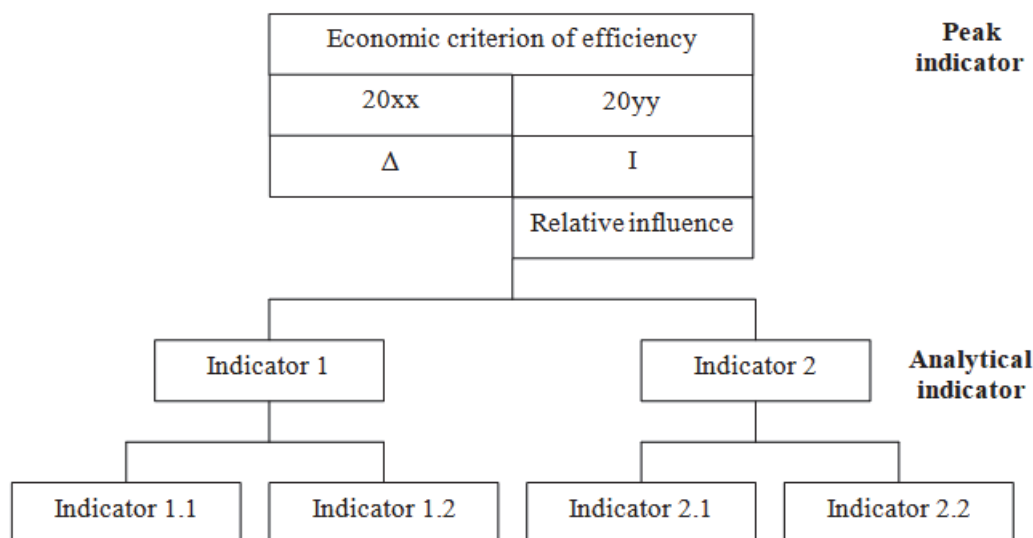 Economic criterion of efficiency
Peak
indicator
20xx
20yy
Δ
I
Relative influence
Indicator 1
Indicator 2
Analytical
indicator
Indicator 1.1
Indicator 1.2
Indicator 2.1
Indicator 2.2